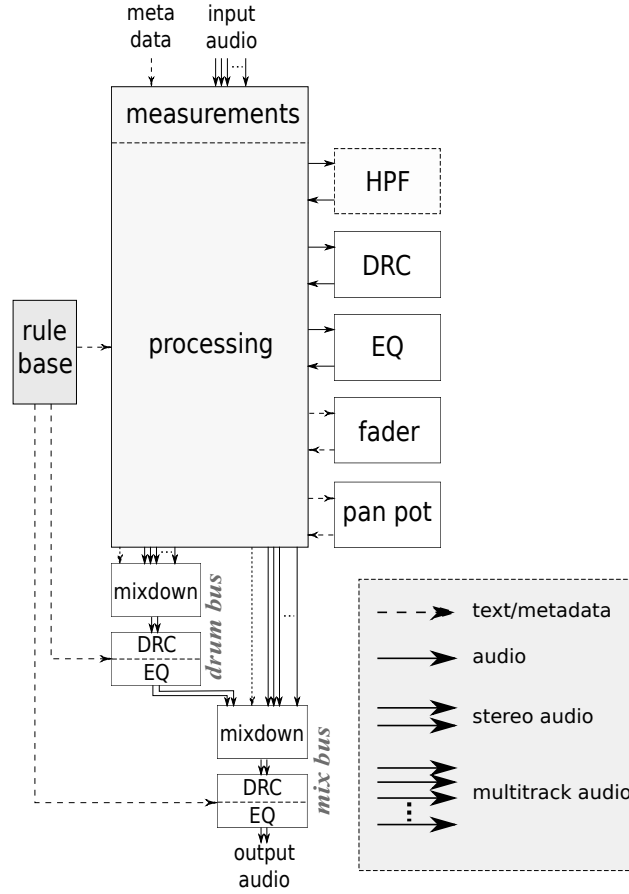 meta
data
input
audio
measurements
HPF
DRC
rule
base
processing
EQ
fader
pan pot
mixdown
drum bus
DRC
EQ
mixdown
mix bus
DRC
EQ
output
audio
text/metadata
audio
stereo audio
multitrack audio